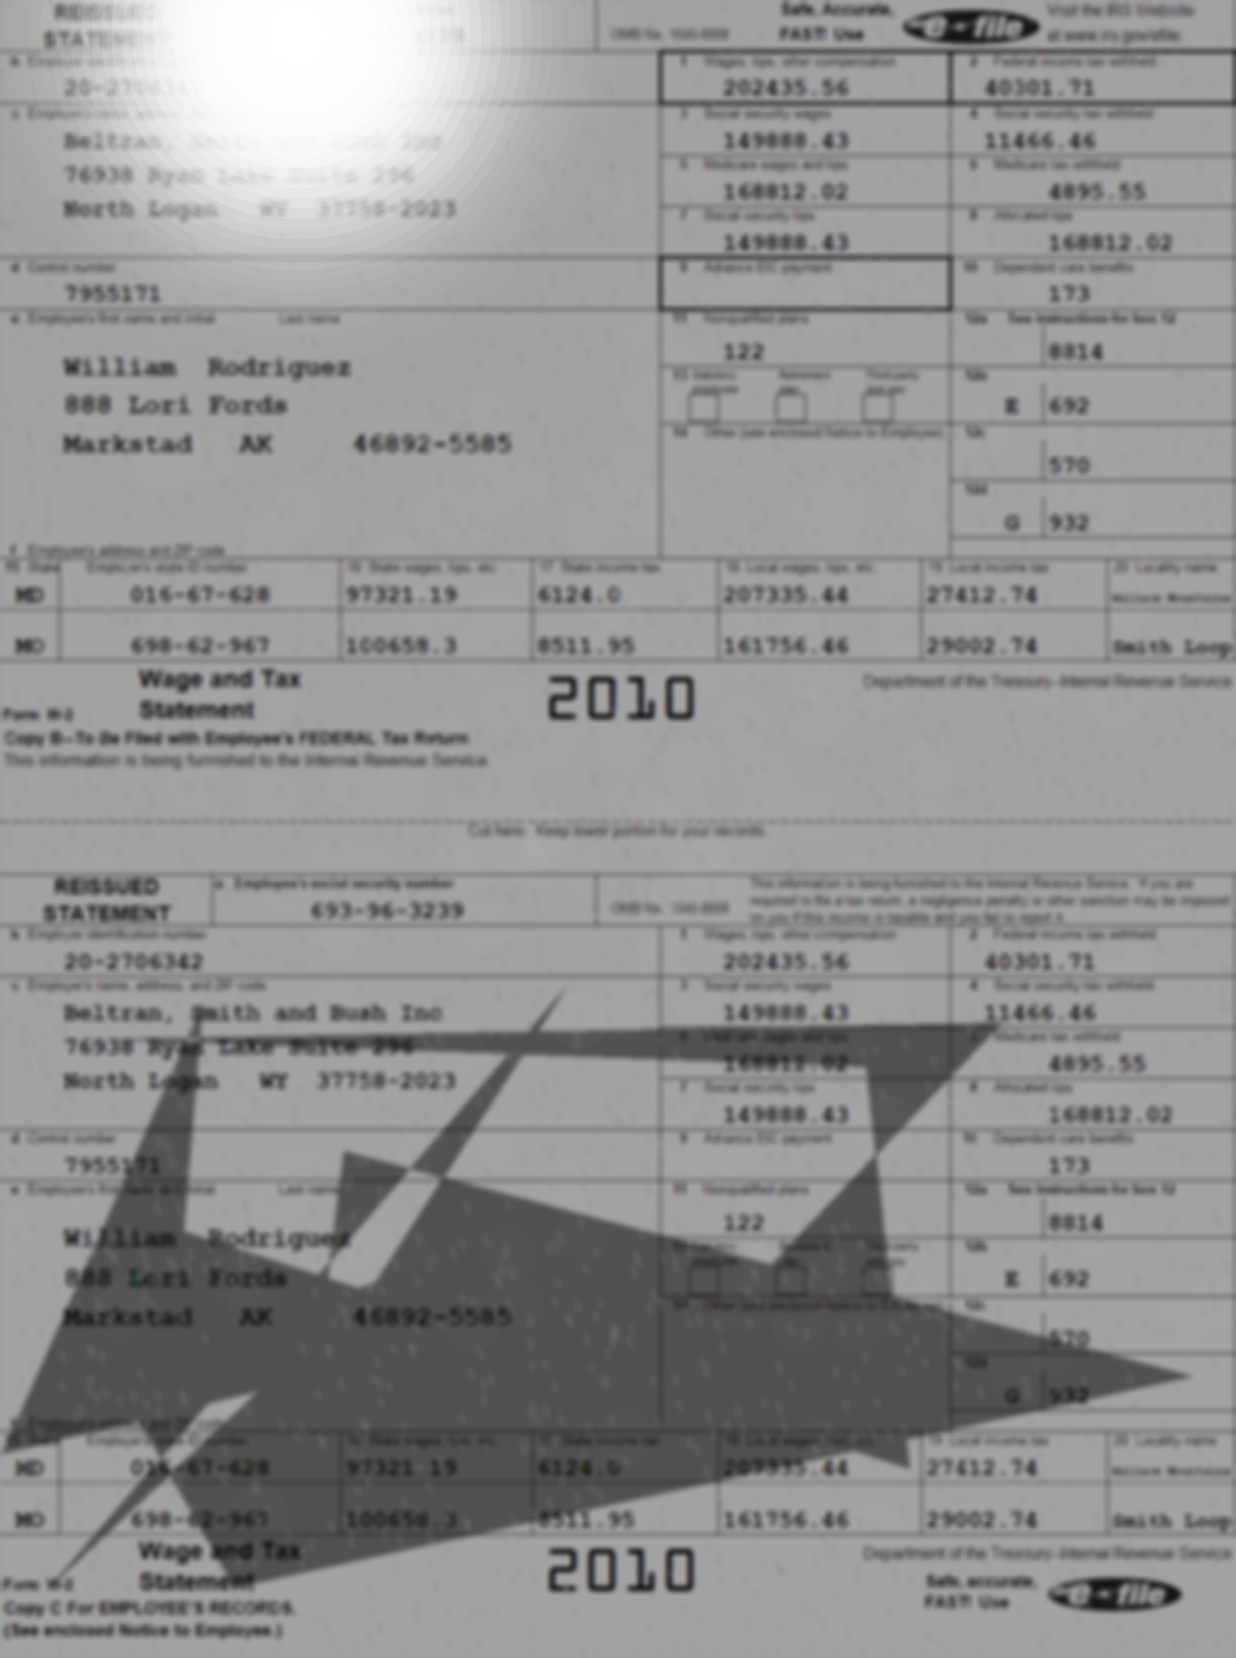 REISSUED Safe, Accurate, e-file Visit the IRS Website
STATEMENT 3239 OMB No. 1545-0008 FAST! Use at www.irs.gov/efile
b Employer 1 Wages, tips, other compensation 2 Federal income tax withheld
20-2706342 202435.56 40301.71
c Employer's 3 Social security wages 4 Social security tax withheld
Beltran, Smith and Bush Inc 149888.43 11466.46
76938 Ryan Lake Suite 296 5 Medicare wages and tips 6 Medicare tax withheld
168812.02 4895.55
North Logan WY 37758-2023 7 Social security tips 8 Allocated tips
149888.43 168812.02
d Control number 9 Advance EIC payment 10 Dependent care benefits
7955171 173
e Employee's first name and initial Last name 11 Nonqualified plans 12a See instructions for box 12
122 8814
William Rodriguez 13 Statutory employee Retirement plan Third-party sick pay 12b
888 Lori Fords E 692
Markstad AK 46892-5585 14 Other (see enclosed Notice to Employee) 12c
570
12d
G 932
f Employee's address and ZIP code
15 State Employer's state ID number 16 State wages, tips, etc. 17 State income tax 18 Local wages, tips, etc. 19 Local income tax 20 Locality name
MD 016-67-628 97321.19 6124.0 207335.44 27412.74
MO 698-62-967 100658.3 8511.95 161756.46 29002.74 Smith Loop
Wage and Tax 2010 Department of the Treasury-Internal Revenue Service
Form W-2 Statement
Copy B-To Be Filed with Employee's FEDERAL Tax Return
This information is being furnished to the Internal Revenue Service.
Cut here. Keep lower portion for your records.
REISSUED a Employee's social security number This information is being furnished to the Internal Revenue Service. If you are
STATEMENT 693-96-3239 OMB No. 1545-0008 required to file a tax return, a negligence penalty or other sanction may be imposed
on you if this income is taxable and you fail to report it.
b Employer identification number 1 Wages, tips, other compensation 2 Federal income tax withheld
20-2706342 202435.56 40301.71
c Employer's name, address, and ZIP code 3 Social security wages 4 Social security tax withheld
Beltran, Smith and Bush Inc 149888.43 11466.46
76938 Ryan Lake Suite 296 5 Medicare wages and tips 6 Medicare tax withheld
168812.02 4895.55
North Logan WY 37758-2023 7 Social security tips 8 Allocated tips
149888.43 168812.02
d Control number 9 Advance EIC payment 10 Dependent care benefits
7955171 173
e Employee's first name and initial Last name 11 Nonqualified plans 12a See instructions for box 12
122 8814
William Rodriguez 12b
888 Lori Fords E 692
Markstad AK 46892-5585 14 Other (see enclosed Notice to Employee) 12c
570
12d
G 932
f Employee's address and ZIP code
15 State Employer's state ID number 16 State wages, tips, etc. 17 State income tax 18 Local wages, tips, etc. 19 Local income tax 20 Locality name
MD 016-67-628 97321.19 6124.0 207335.44 27412.74
MO 698-62-967 100658.3 8511.95 161756.46 29002.74 Smith Loop
Wage and Tax 2010 Department of the Treasury-Internal Revenue Service
Form W-2 Statement Safe, accurate, FAST! Use e-file
Copy C For EMPLOYEE'S RECORDS.
(See enclosed Notice to Employee.)